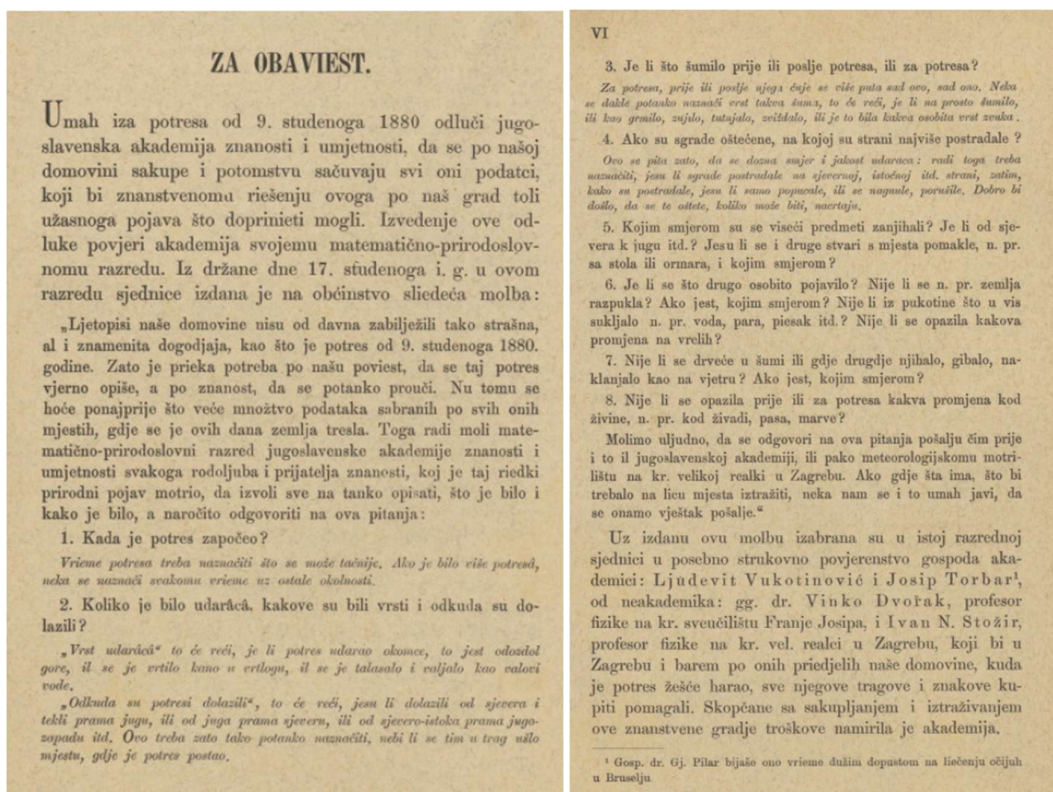 ZA OBAVIEST.
Umah iza potresa od 9. studenoga 1880 odluči jugo-
slavenska akademija znanosti i umjetnosti, da se po našoj
domovini sakupe i potomstvu sačuvaju svi oni podatci,
koji bi znanstvenomu riešenju ovoga po naš grad toli
užasnoga pojava što doprinieti mogli. Izvedenje ove od-
luke povjeri akademija svojemu matematično-prirodoslov-
nomu razredu. Iz držane dne 17. studenoga i. g. u ovom
razredu sjednice izdana je na obćinstvo sliedeća molba:
„Ljetopisi naše domovine nisu od davna zabilježili tako strašna,
al i znamenita dogodjaja, kao što je potres od 9. studenoga 1880.
godine. Zato je prieka potreba po našu poviest, da se taj potres
vjerno opiše, a po znanost, da se potanko prouči. Nu tomu se
hoće ponajprije što veće množtvo podataka sabranih po svih onih
mjestih, gdje se je ovih dana zemlja tresla. Toga radi moli mate-
matično-prirodoslovni razred jugoslavenske akademije znanosti i
umjetnosti svakoga rodoljuba i prijatelja znanosti, koj je taj riedki
prirodni pojav motrio, da izvoli sve na tanko opisati, što je bilo i
kako je bilo, a naročito odgovoriti na ova pitanja:
1. Kada je potres započeo?
Vrieme potresa treba naznačiti što se može tačnije. Ako je bilo više potresâ,
neka se naznači svakomu vrieme uz ostale okolnosti.
2. Koliko je bilo udarâcâ, kakove su bili vrsti i odkuda su do-
lazili?
„Vrst udarâcâ“ to će reći, je li potres udarao okomce, to jest odozdol
gore, il se je vrtilo kano u vrtlogu, il se je talasalo i valjalo kao valovi
vode.
„Odkuda su potresi dolazili“, to će reći, jesu li dolazili od sjevera i
tekli prama jugu, ili od juga prama sjeveru, ili od sjevero-istoka prama jugo-
zapadu itd. Ovo treba zato tako potanko naznačiti, nebi li se tim u trag ušlo
mjestu, gdje je potres postao.
VI
3. Je li što šumilo prije ili poslje potresa, ili za potresa?
Za potresa, prije ili poslje njega čuje se više puta sad ovo, sad ono. Neka
se dakle potanko naznači vrst takva šuma, to će reći, je li na prosto šumilo,
ili kao grmilo, zujilo, tutnjalo, zviždalo, ili je to bila kakva osobita vrst zvuka.
4. Ako su sgrade oštećene, na kojoj su strani najviše postradale?
Ovo se pita zato, da se dozna smjer i jakost udaraca: radi toga treba
naznačiti, jesu li sgrade postradale na sjevernoj, istočnoj itd. strani, zatim,
kako su postradale, jesu li samo popucale, ili se nagnule, porušile. Dobro bi
došlo, da se te oštete, koliko može biti, nacrtaju.
5. Kojim smjerom su se viseći predmeti zanjihali? Je li od sje-
vera k jugu itd.? Jesu li se i druge stvari s mjesta pomakle, n. pr.
sa stola ili ormara, i kojim smjerom?
6. Je li se što drugo osobito pojavilo? Nije li se n. pr. zemlja
razpukla? Ako jest, kojim smjerom? Nije li iz pukotine što u vis
sukljalo n. pr. voda, para, piesak itd.? Nije li se opazila kakova
promjena na vrelih?
7. Nije li se drveće u šumi ili gdje drugdje njihalo, gibalo, na-
klanjalo kao na vjetru? Ako jest, kojim smjerom?
8. Nije li se opazila prije ili za potresa kakva promjena kod
živine, n. pr. kod živadi, pasa, marve?
Molimo uljudno, da se odgovori na ova pitanja pošalju čim prije
i to il jugoslavenskoj akademiji, ili pako meteorologijskomu motri-
lištu na kr. velikoj realki u Zagrebu. Ako gdje šta ima, što bi
trebalo na licu mjesta iztražiti, neka nam se i to umah javi, da
se onamo vještak pošalje.“
Uz izdanu ovu molbu izabrana su u istoj razrednoj
sjednici u posebno strukovno povjerenstvo gospoda aka-
demici: Ljudevit Vukotinović i Josip Torbar¹,
od neakademika: gg. dr. Vinko Dvořak, profesor
fizike na kr. sveučilištu Franje Josipa, i Ivan N. Stožir,
profesor fizike na kr. vel. realci u Zagrebu, koji bi u
Zagrebu i barem po onih priedjelih naše domovine, kuda
je potres žešće harao, sve njegove tragove i znakove ku-
piti pomagali. Skopčane sa sakupljanjem i iztraživanjem
ove znanstvene gradje troškove namirila je akademija.
¹ Gosp. dr. Gj. Pilar bijaše ono vrieme dužim dopustom na liečenju očijuh
u Bruselju